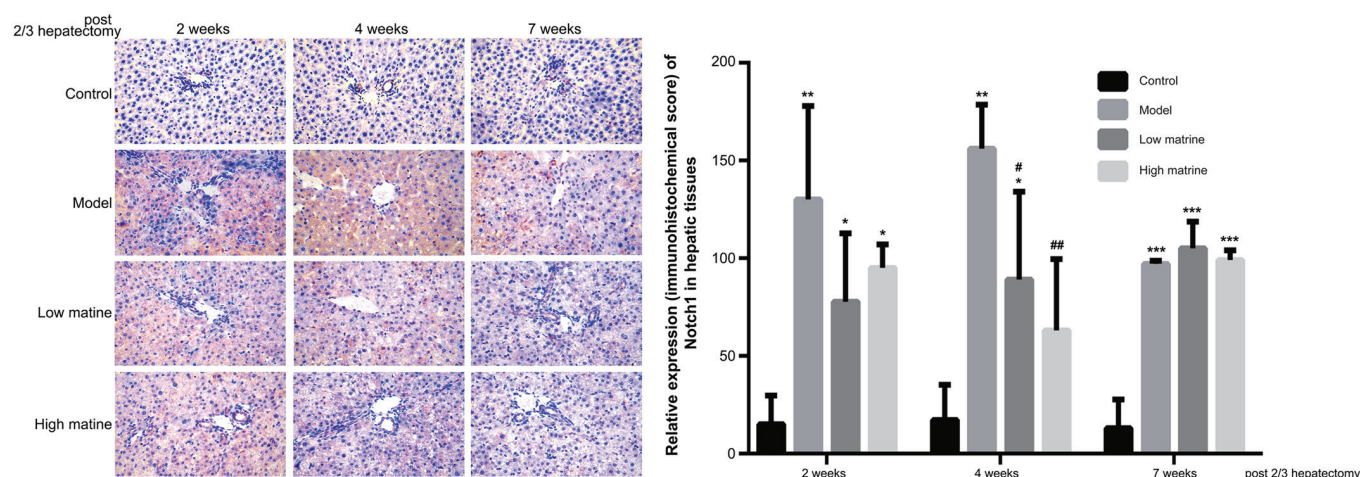 post
2/3 hepatectomy
2 weeks
4 weeks
7 weeks
Control
Model
Low matine
High matine
Relative expression (immunohistochemical score) of
Notch1 in hepatic tissues
200
150
100
50
0
**
*
*
**
#
*
##
***
***
***
Control
Model
Low matrine
High matrine
2 weeks
4 weeks
7 weeks
post 2/3 hepatectomy